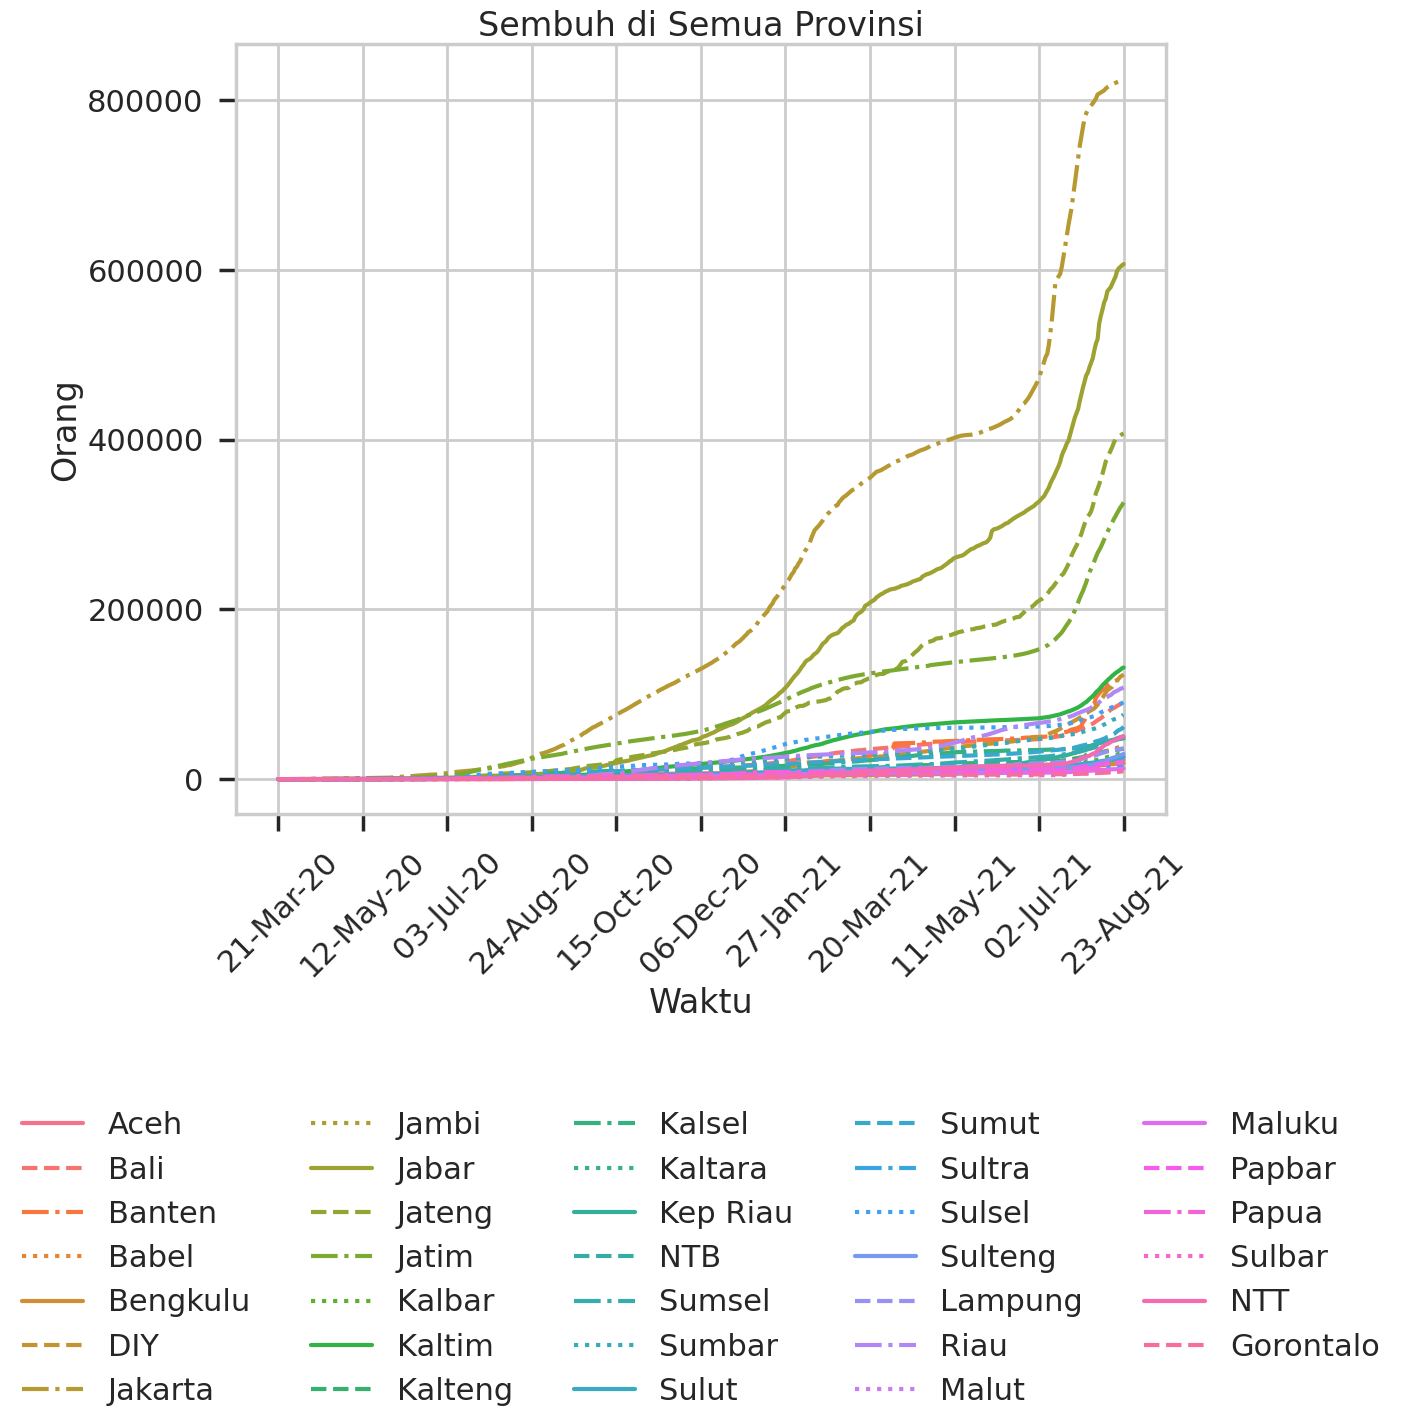 Sembuh di Semua Provinsi
800000
600000
400000
200000
0
Orang
21-Mar-20
12-May-20
03-Jul-20
24-Aug-20
15-Oct-20
06-Dec-20
27-Jan-21
20-Mar-21
11-May-21
02-Jul-21
23-Aug-21
Waktu
Aceh
Bali
Banten
Babel
Bengkulu
DIY
Jakarta
Jambi
Jabar
Jateng
Jatim
Kalbar
Kaltim
Kalteng
Kalsel
Kaltara
Kep Riau
NTB
Sumsel
Sumbar
Sulut
Sumut
Sultra
Sulsel
Sulteng
Lampung
Riau
Malut
Maluku
Papbar
Papua
Sulbar
NTT
Gorontalo